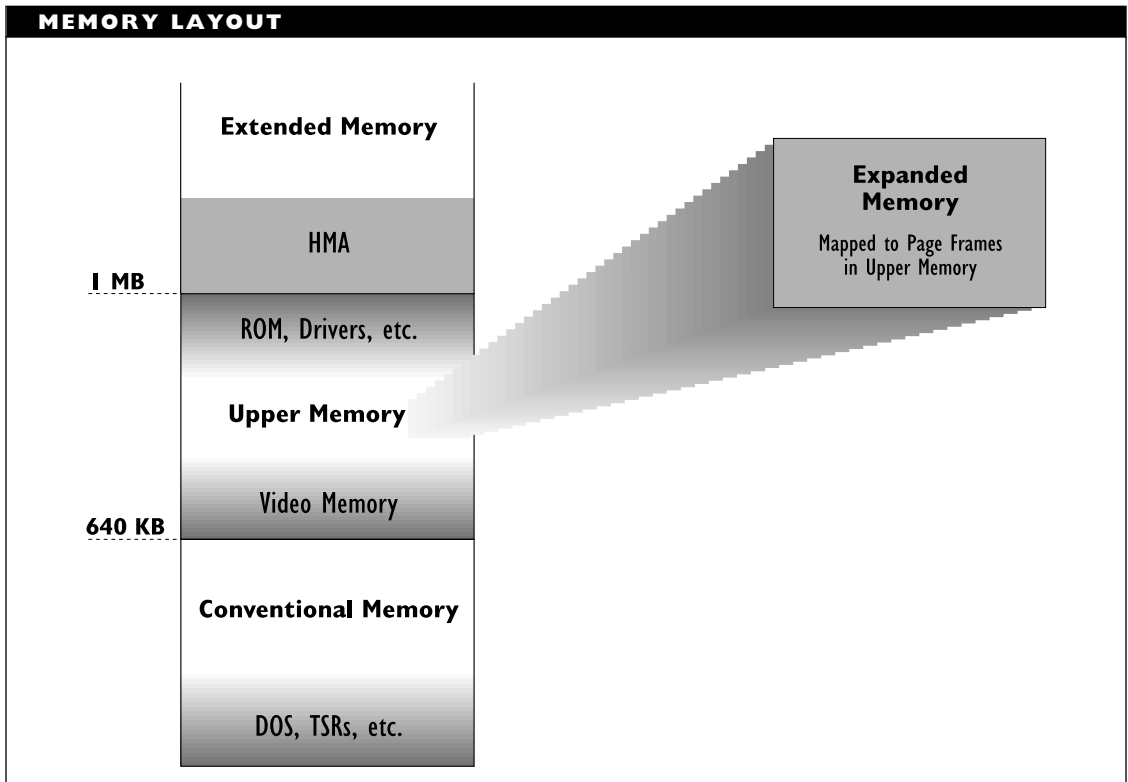 MEMORY LAYOUT
Extended Memory
HMA
1 MB
ROM, Drivers, etc.
Upper Memory
Video Memory
640 KB
Conventional Memory
DOS, TSRs, etc.
Expanded
Memory
Mapped to Page Frames
in Upper Memory